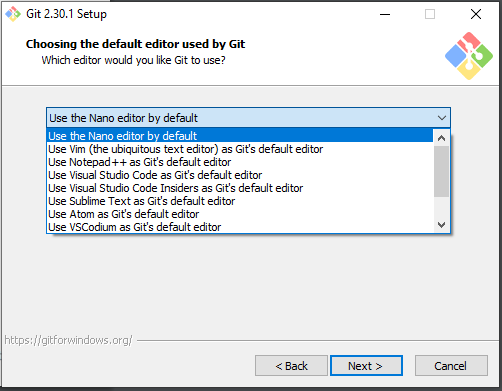 Git 2.30.1 Setup
Choosing the default editor used by Git
Which editor would you like Git to use?
Use the Nano editor by default
Use the Nano editor by default
Use Vim (the ubiquitous text editor) as Git's default editor
Use Notepad++ as Git's default editor
Use Visual Studio Code as Git's default editor
Use Visual Studio Code Insiders as Git's default editor
Use Sublime Text as Git's default editor
Use Atom as Git's default editor
Use VSCodium as Git's default editor
https://gitforwindows.org/
< Back
Next >
Cancel